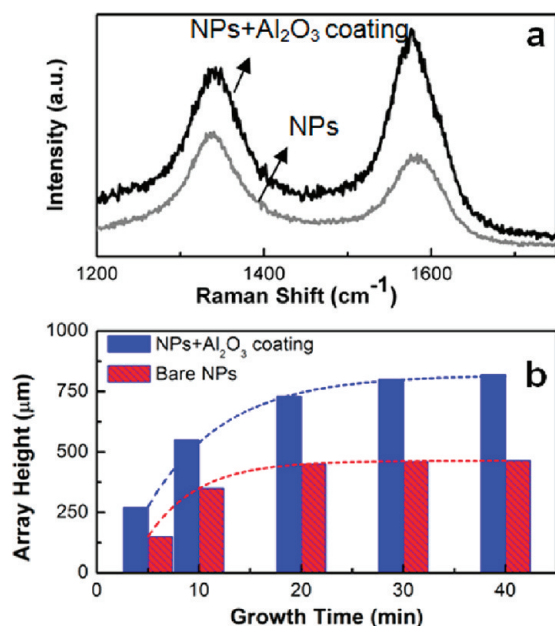 a
NPs+Al₂O₃ coating
NPs
Intensity (a.u.)
1200 1400 1600
Raman Shift (cm⁻¹)
b
NPs+Al₂O₃ coating
Bare NPs
Array Height (μm)
1000
750
500
250
0
0 10 20 30 40
Growth Time (min)